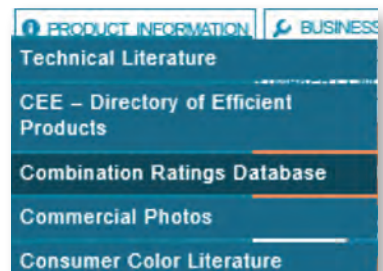 PRODUCT INFORMATION BUSINESS
Technical Literature
CEE – Directory of Efficient
Products
Combination Ratings Database
Commercial Photos
Consumer Color Literature